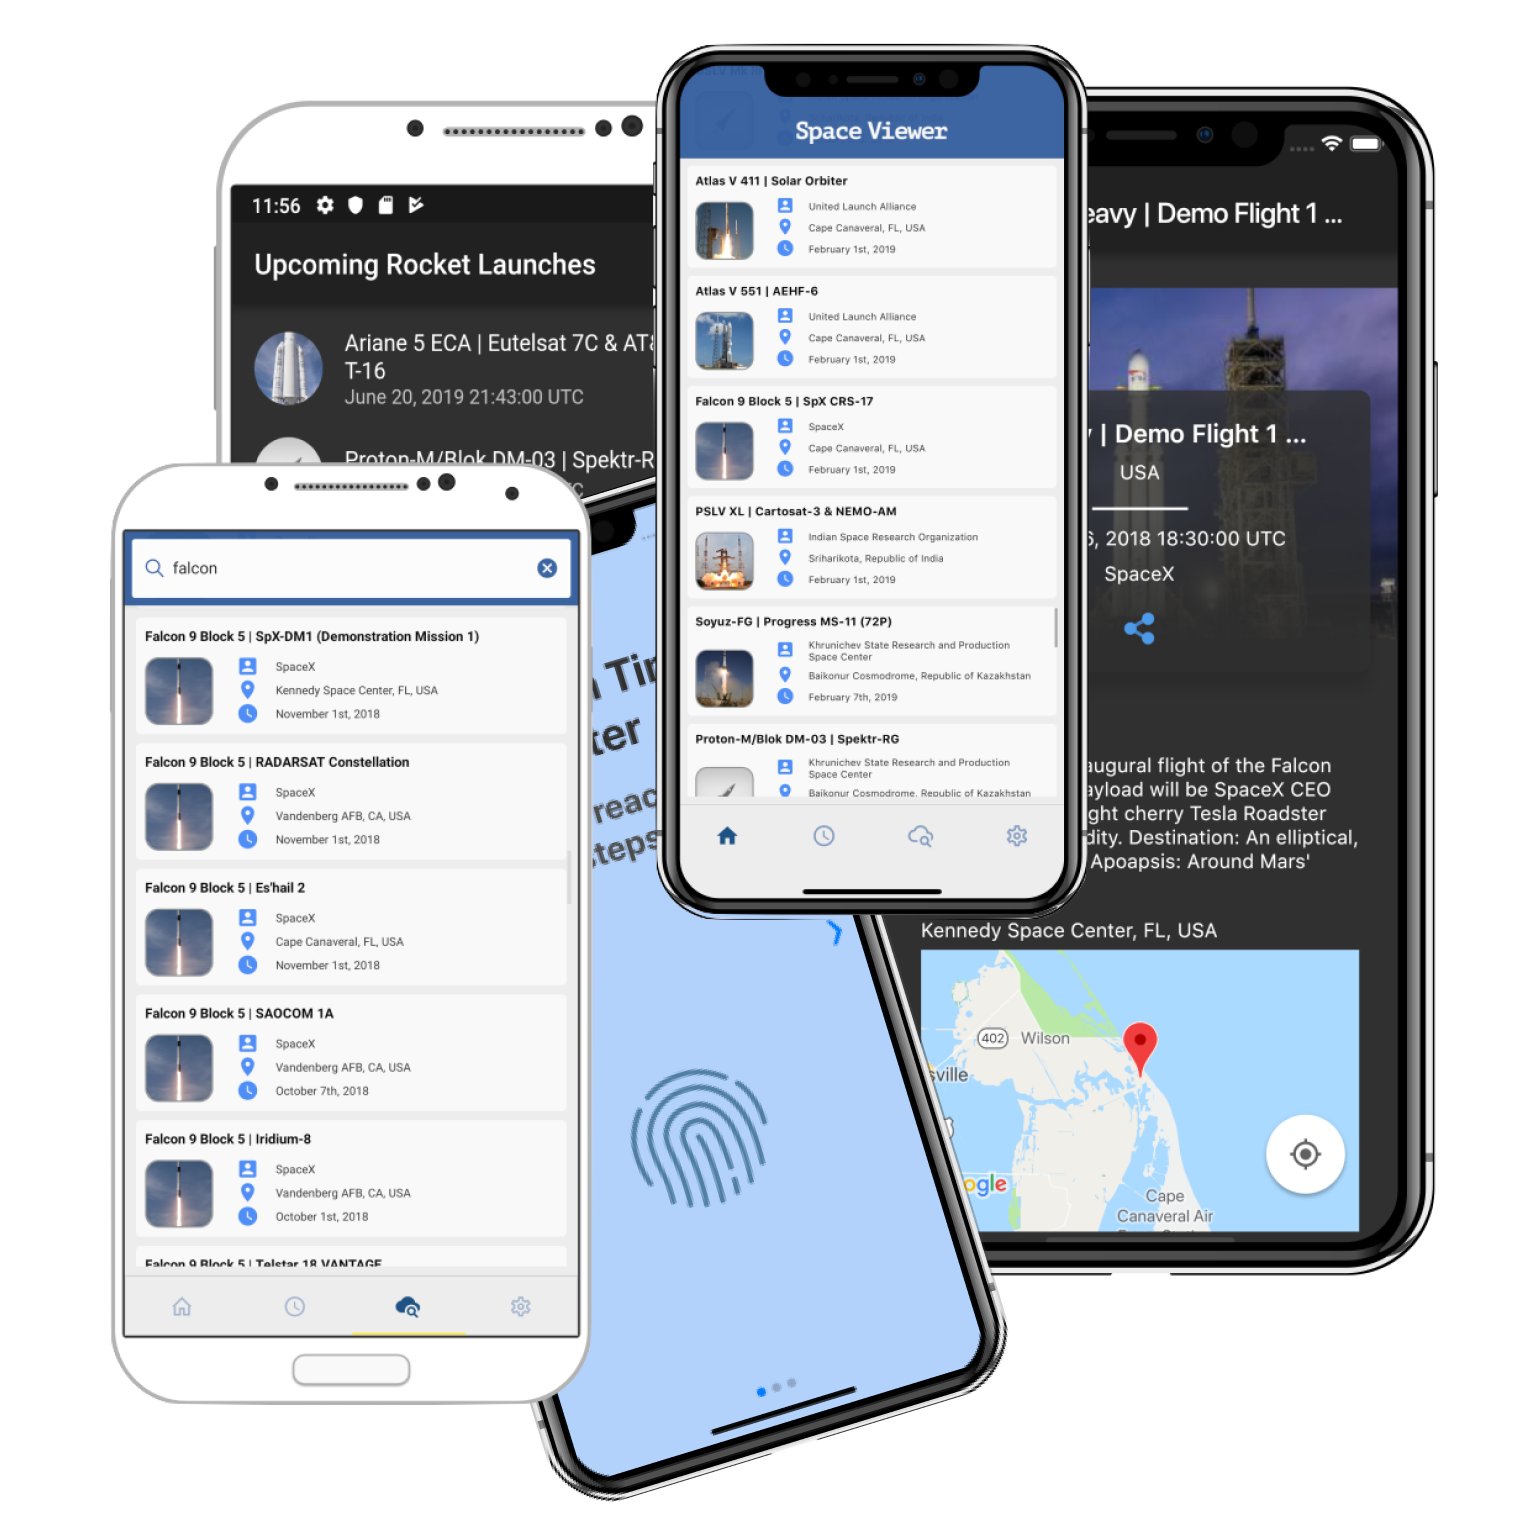 11:56
Upcoming Rocket Launches
Ariane 5 ECA | Eutelsat 7C & AT&
T-16
June 20, 2019 21:43:00 UTC
Proton-M/Blok DM-03 | Spektr-R
Space Viewer
Atlas V 411 | Solar Orbiter
United Launch Alliance
Cape Canaveral, FL, USA
February 1st, 2019
Atlas V 551 | AEHF-6
United Launch Alliance
Cape Canaveral, FL, USA
February 1st, 2019
Falcon 9 Block 5 | SpX CRS-17
SpaceX
Cape Canaveral, FL, USA
February 1st, 2019
PSLV XL | Cartosat-3 & NEMO-AM
Indian Space Research Organization
Sriharikota, Republic of India
February 1st, 2019
Soyuz-FG | Progress MS-11 (72P)
Khrunichev State Research and Production
Space Center
Baikonur Cosmodrome, Republic of Kazakhstan
February 7th, 2019
Proton-M/Blok DM-03 | Spektr-RG
Khrunichev State Research and Production
Space Center
Baikonur Cosmodrome, Republic of Kazakhstan
eavy | Demo Flight 1 ...
| Demo Flight 1 ...
USA
6, 2018 18:30:00 UTC
SpaceX
augural flight of the Falcon
ayload will be SpaceX CEO
ght cherry Tesla Roadster
dity. Destination: An elliptical,
Apoapsis: Around Mars'
Kennedy Space Center, FL, USA
402
Wilson
sville
ogle
Cape
Canaveral Air
falcon
Falcon 9 Block 5 | SpX-DM1 (Demonstration Mission 1)
SpaceX
Kennedy Space Center, FL, USA
November 1st, 2018
Falcon 9 Block 5 | RADARSAT Constellation
SpaceX
Vandenberg AFB, CA, USA
November 1st, 2018
Falcon 9 Block 5 | Es'hail 2
SpaceX
Cape Canaveral, FL, USA
November 1st, 2018
Falcon 9 Block 5 | SAOCOM 1A
SpaceX
Vandenberg AFB, CA, USA
October 7th, 2018
Falcon 9 Block 5 | Iridium-8
SpaceX
Vandenberg AFB, CA, USA
October 1st, 2018
Falcon 9 Block 5 | Telstar 18 VANTAGE
Tir
ter
reac
steps